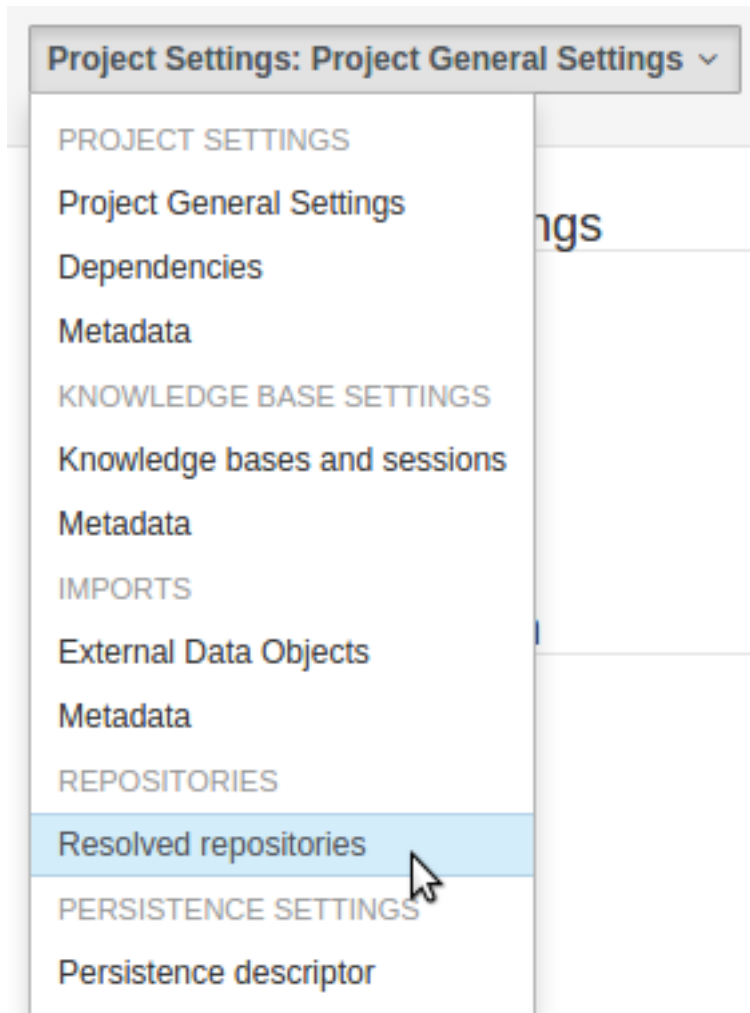 Project Settings: Project General Settings
PROJECT SETTINGS
Project General Settings
ngs
Dependencies
Metadata
KNOWLEDGE BASE SETTINGS
Knowledge bases and sessions
Metadata
IMPORTS
External Data Objects
Metadata
REPOSITORIES
Resolved repositories
PERSISTENCE SETTINGS
Persistence descriptor